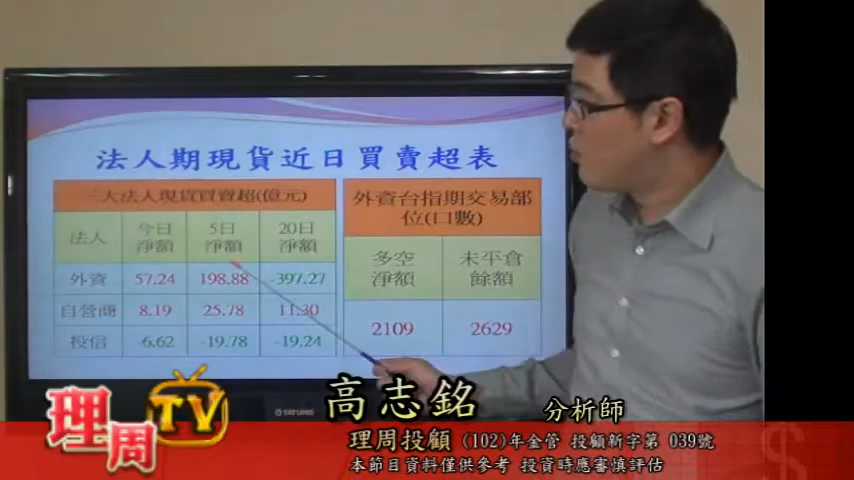 法人期現貨近日買賣超表
三大法人現貨買賣超(億元)
法人 今日淨額 5日淨額 20日淨額
外資 57.24 198.88 -397.27
自營商 8.19 25.78 11.30
投信 -6.62 -19.78 -19.24
外資台指期交易部位(口數)
多空淨額 未平倉餘額
2109 2629
TATUNG
高志銘 分析師
理周TV
理周投顧 (102)年金管 投顧新字第 039號
本節目資料僅供參考 投資時應審慎評估